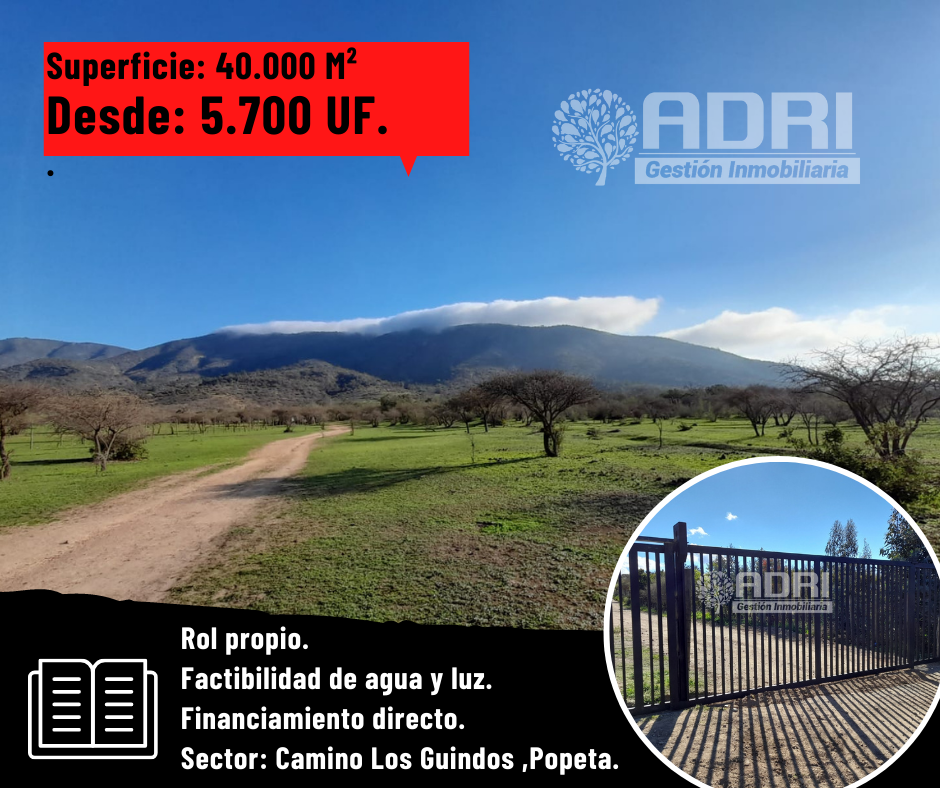 Superficie: 40.000 M²
Desde: 5.700 UF.
.
ADRI
Gestión Inmobiliaria
ADRI
Gestión Inmobiliaria
Rol propio.
Factibilidad de agua y luz.
Financiamiento directo.
Sector: Camino Los Guindos ,Popeta.